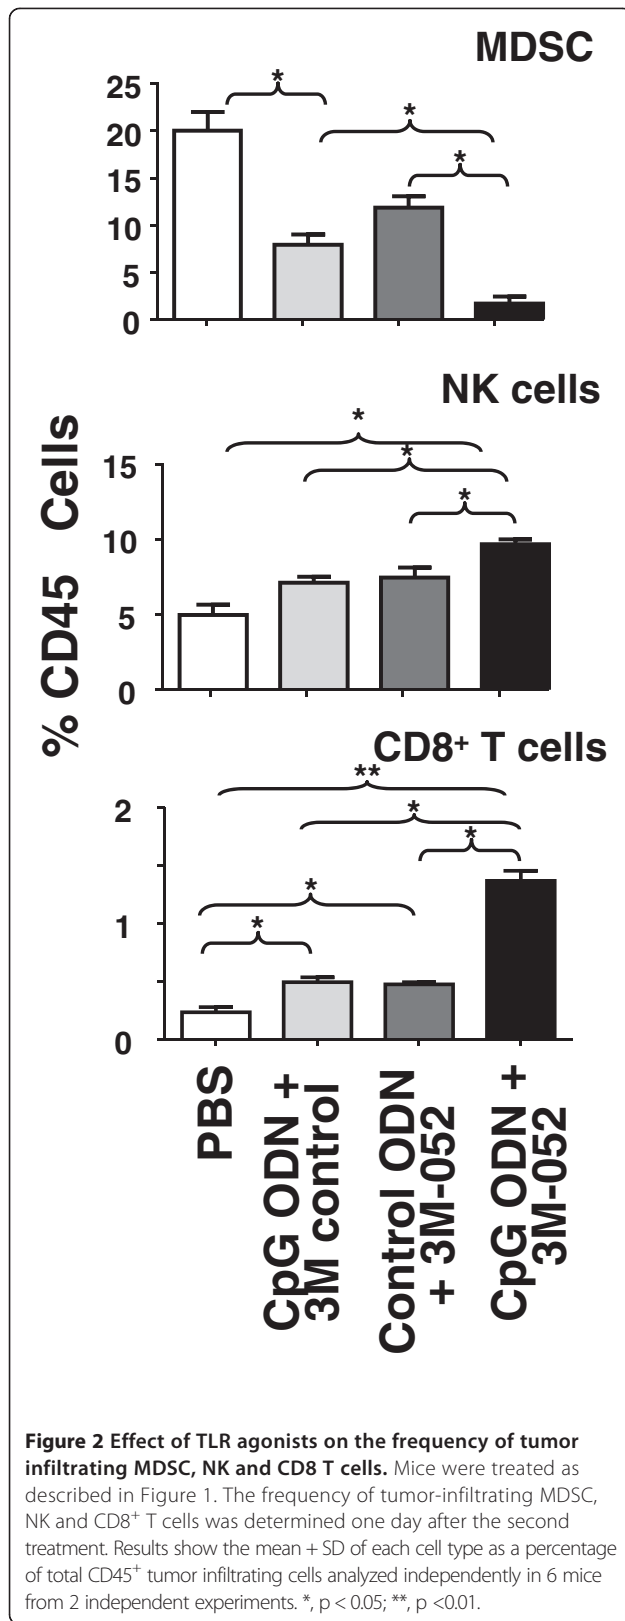 MDSC
*
*
*
25
20
15
10
5
0
NK cells
*
*
*
15
10
5
0
% CD45 Cells
CD8+ T cells
**
*
*
*
*
2
1
0
PBS
CpG ODN +
3M control
Control ODN
+ 3M-052
CpG ODN +
3M-052
Figure 2 Effect of TLR agonists on the frequency of tumor
infiltrating MDSC, NK and CD8 T cells. Mice were treated as
described in Figure 1. The frequency of tumor-infiltrating MDSC,
NK and CD8+ T cells was determined one day after the second
treatment. Results show the mean + SD of each cell type as a percentage
of total CD45+ tumor infiltrating cells analyzed independently in 6 mice
from 2 independent experiments. *, p < 0.05; **, p <0.01.